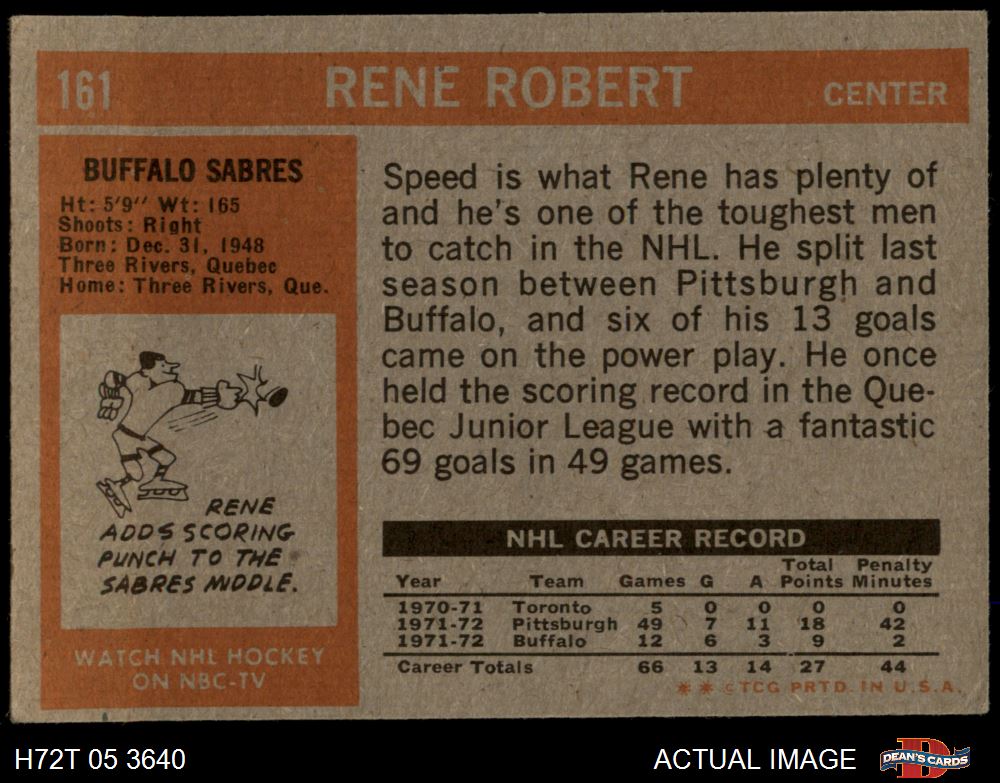 161 RENE ROBERT CENTER
BUFFALO SABRES
Ht: 5'9" Wt: 165
Shoots: Right
Born: Dec. 31, 1948
Three Rivers, Quebec
Home: Three Rivers, Que.
RENE
ADDS SCORING
PUNCH TO THE
SABRES MIDDLE.
WATCH NHL HOCKEY
ON NBC-TV
Speed is what Rene has plenty of
and he's one of the toughest men
to catch in the NHL. He split last
season between Pittsburgh and
Buffalo, and six of his 13 goals
came on the power play. He once
held the scoring record in the Que-
bec Junior League with a fantastic
69 goals in 49 games.
NHL CAREER RECORD
Total Penalty
Year Team Games G A Points Minutes
1970-71 Toronto 5 0 0 0 0
1971-72 Pittsburgh 49 7 11 18 42
1971-72 Buffalo 12 6 3 9 2
Career Totals 66 13 14 27 44
* * © TCG PRTD. IN U.S.A.
H72T 05 3640 ACTUAL IMAGE DEAN'S CARDS